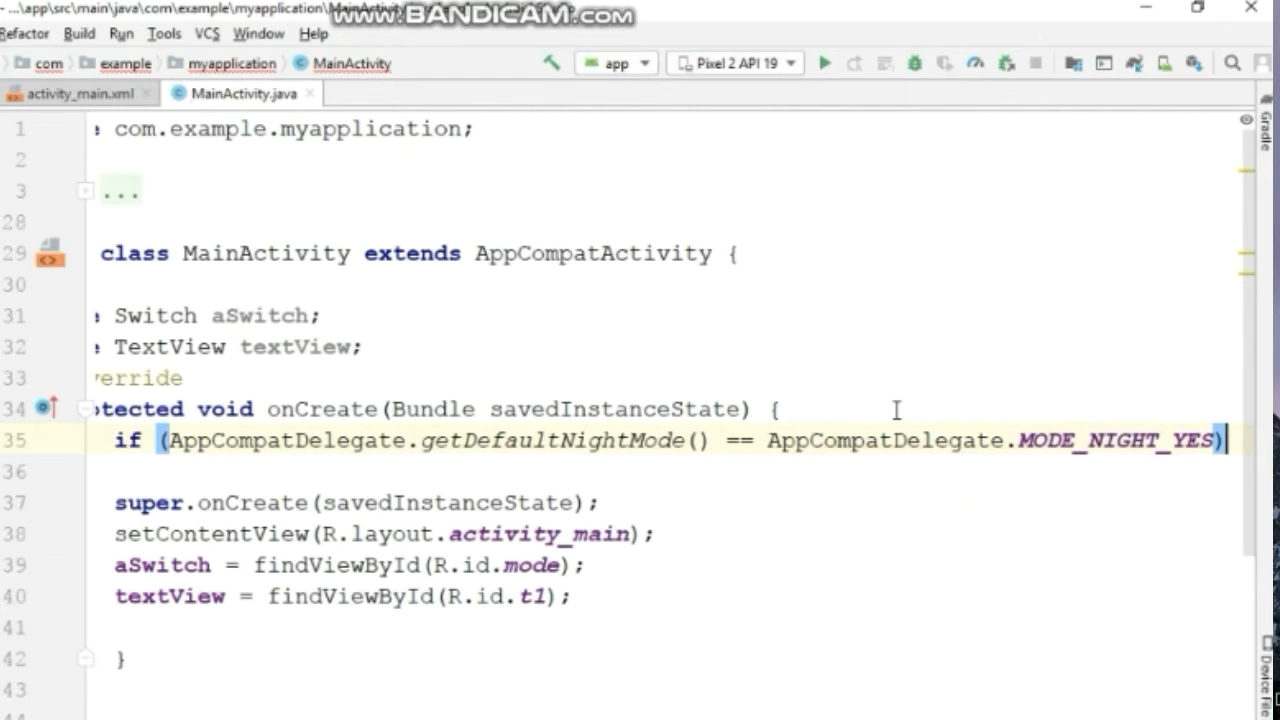 - ...\app\src\main\java\com\example\myapplication\MainActivity
www.BANDICAM.com
Refactor Build Run Tools VCS Window Help
com example myapplication MainActivity app Pixel 2 API 19
activity_main.xml MainActivity.java
Gradle
1 com.example.myapplication;
2
3 ...
28
29 class MainActivity extends AppCompatActivity {
30
31 Switch aSwitch;
32 TextView textView;
33 verride
34 otected void onCreate(Bundle savedInstanceState) {
35 if (AppCompatDelegate.getDefaultNightMode() == AppCompatDelegate.MODE_NIGHT_YES)
36
37 super.onCreate(savedInstanceState);
38 setContentView(R.layout.activity_main);
39 aSwitch = findViewById(R.id.mode);
40 textView = findViewById(R.id.t1);
41
42 }
43
44
Device File